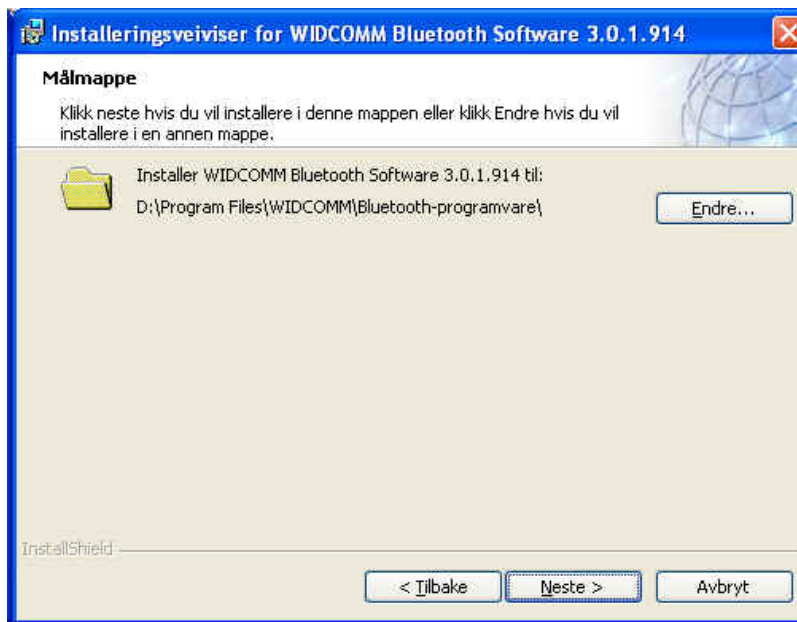 Installeringsveiviser for WIDCOMM Bluetooth Software 3.0.1.914
Målmappe
Klikk neste hvis du vil installere i denne mappen eller klikk Endre hvis du vil
installere i en annen mappe.
Installer WIDCOMM Bluetooth Software 3.0.1.914 til:
D:\Program Files\WIDCOMM\Bluetooth-programvare\
Endre...
InstallShield
< Tilbake
Neste >
Avbryt